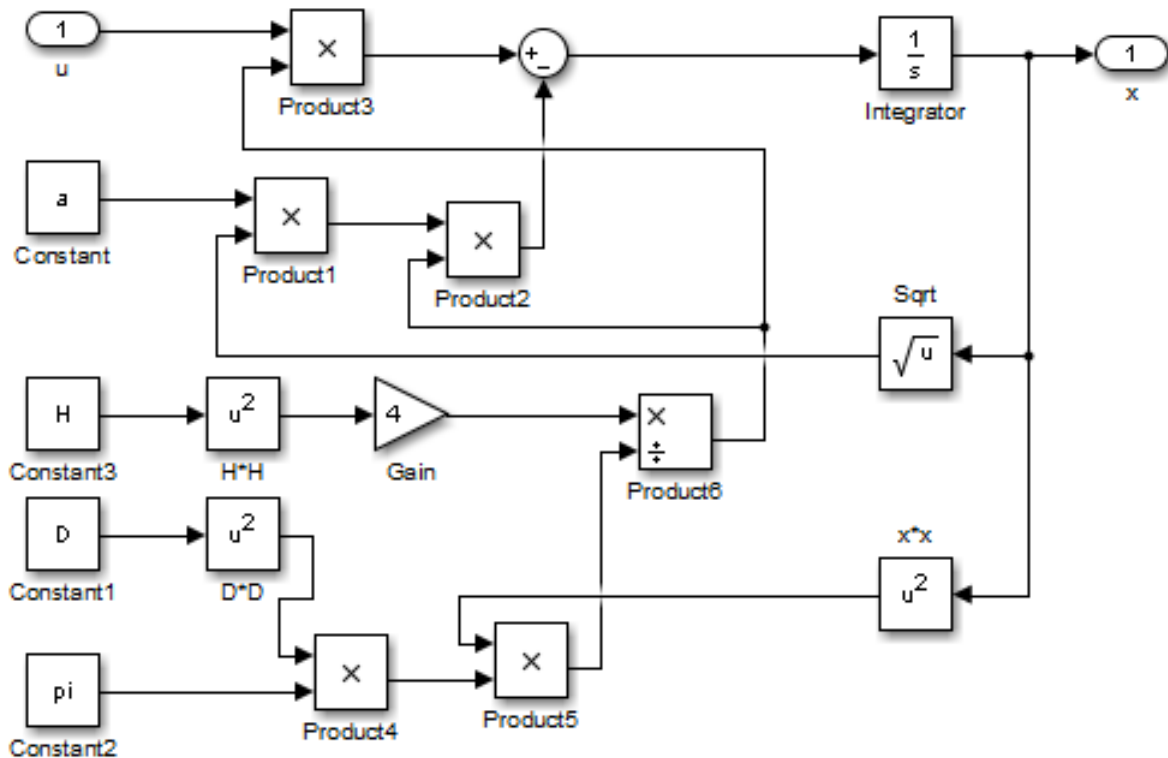 1
u
×
Product3
+
-
1
s
Integrator
1
x
a
Constant
×
Product1
×
Product2
Sqrt
√u
H
Constant3
u²
H*H
4
Gain
×
÷
Product6
D
Constant1
u²
D*D
x*x
u²
pi
Constant2
×
Product4
×
Product5